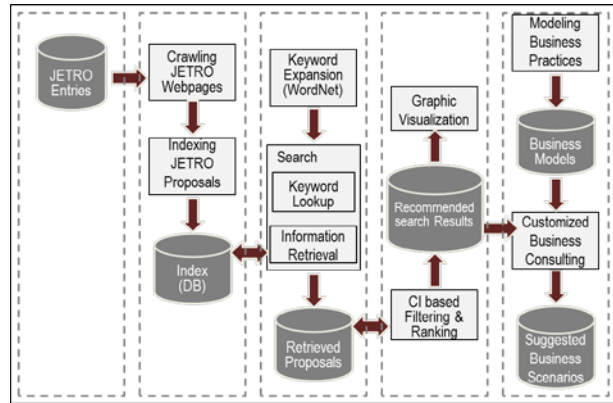 JETRO
Entries
Crawling
JETRO
Webpages
Indexing
JETRO
Proposals
Index
(DB)
Keyword
Expansion
(WordNet)
Search
Keyword
Lookup
Information
Retrieval
Retrieved
Proposals
Graphic
Visualization
Recommended
search Results
CI based
Filtering &
Ranking
Modeling
Business
Practices
Business
Models
Customized
Business
Consulting
Suggested
Business
Scenarios